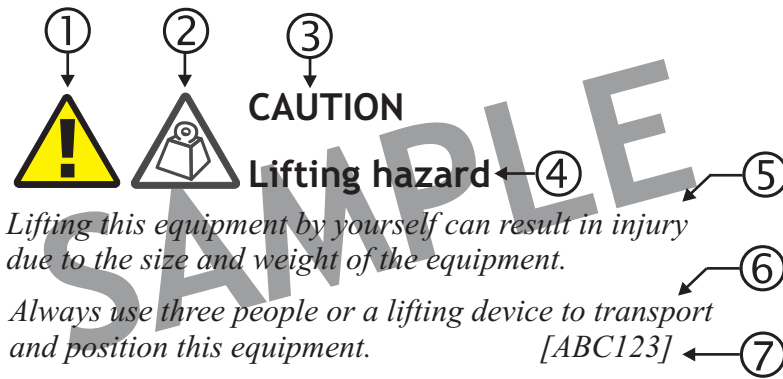 ① ② ③
CAUTION
Lifting hazard ④
⑤
Lifting this equipment by yourself can result in injury
due to the size and weight of the equipment.
⑥
Always use three people or a lifting device to transport
and position this equipment. [ABC123] ⑦
SAMPLE